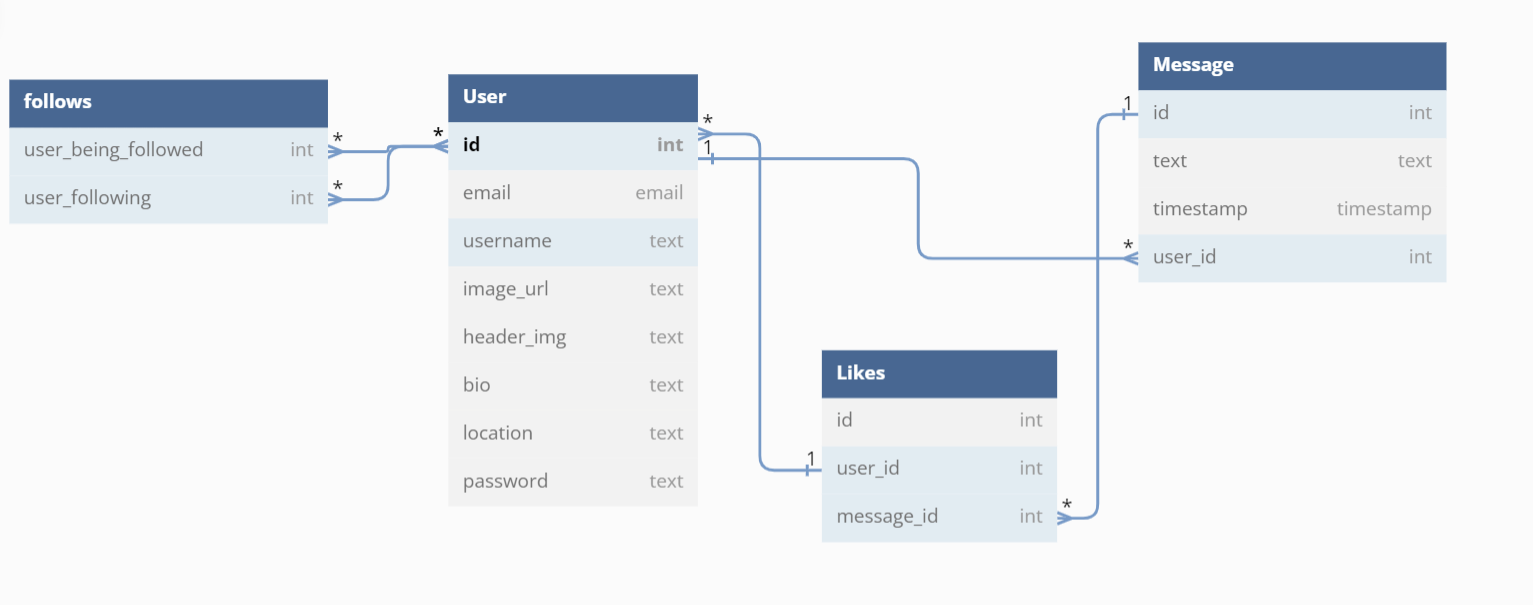 follows
user_being_followed int *
user_following int *
User
* id int *
1
email email
username text
image_url text
header_img text
bio text
location text
password text
Message
1 id int
text text
timestamp timestamp
* user_id int
Likes
id int
1 user_id int
message_id int *